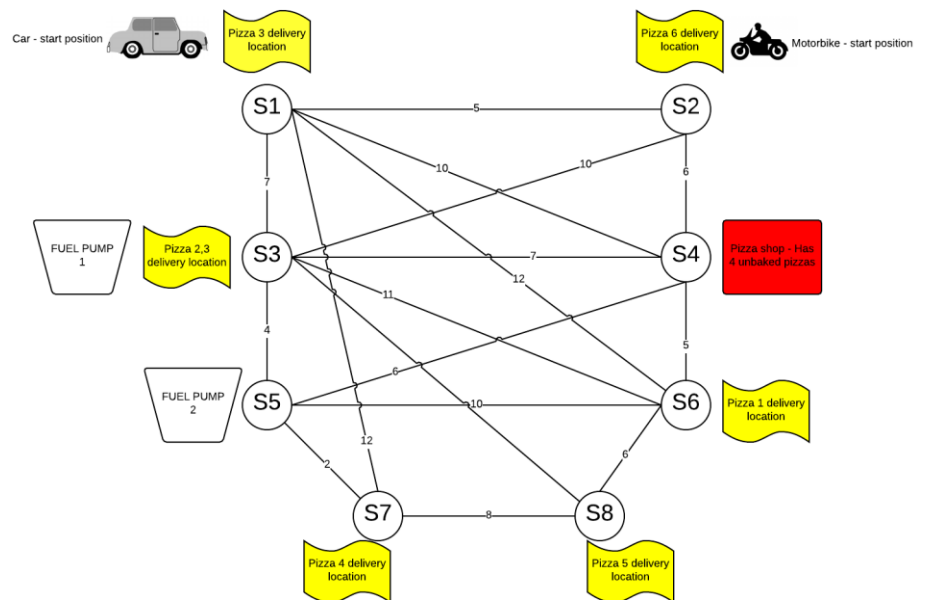 Car - start position
Pizza 3 delivery
location
Pizza 6 delivery
location
Motorbike - start position
S1
5
S2
10
10
7
6
FUEL PUMP
1
Pizza 2,3
delivery location
S3
7
S4
Pizza shop - Has
4 unbaked pizzas
12
11
4
5
6
FUEL PUMP
2
S5
10
S6
Pizza 1 delivery
location
12
2
6
S7
8
S8
Pizza 4 delivery
location
Pizza 5 delivery
location